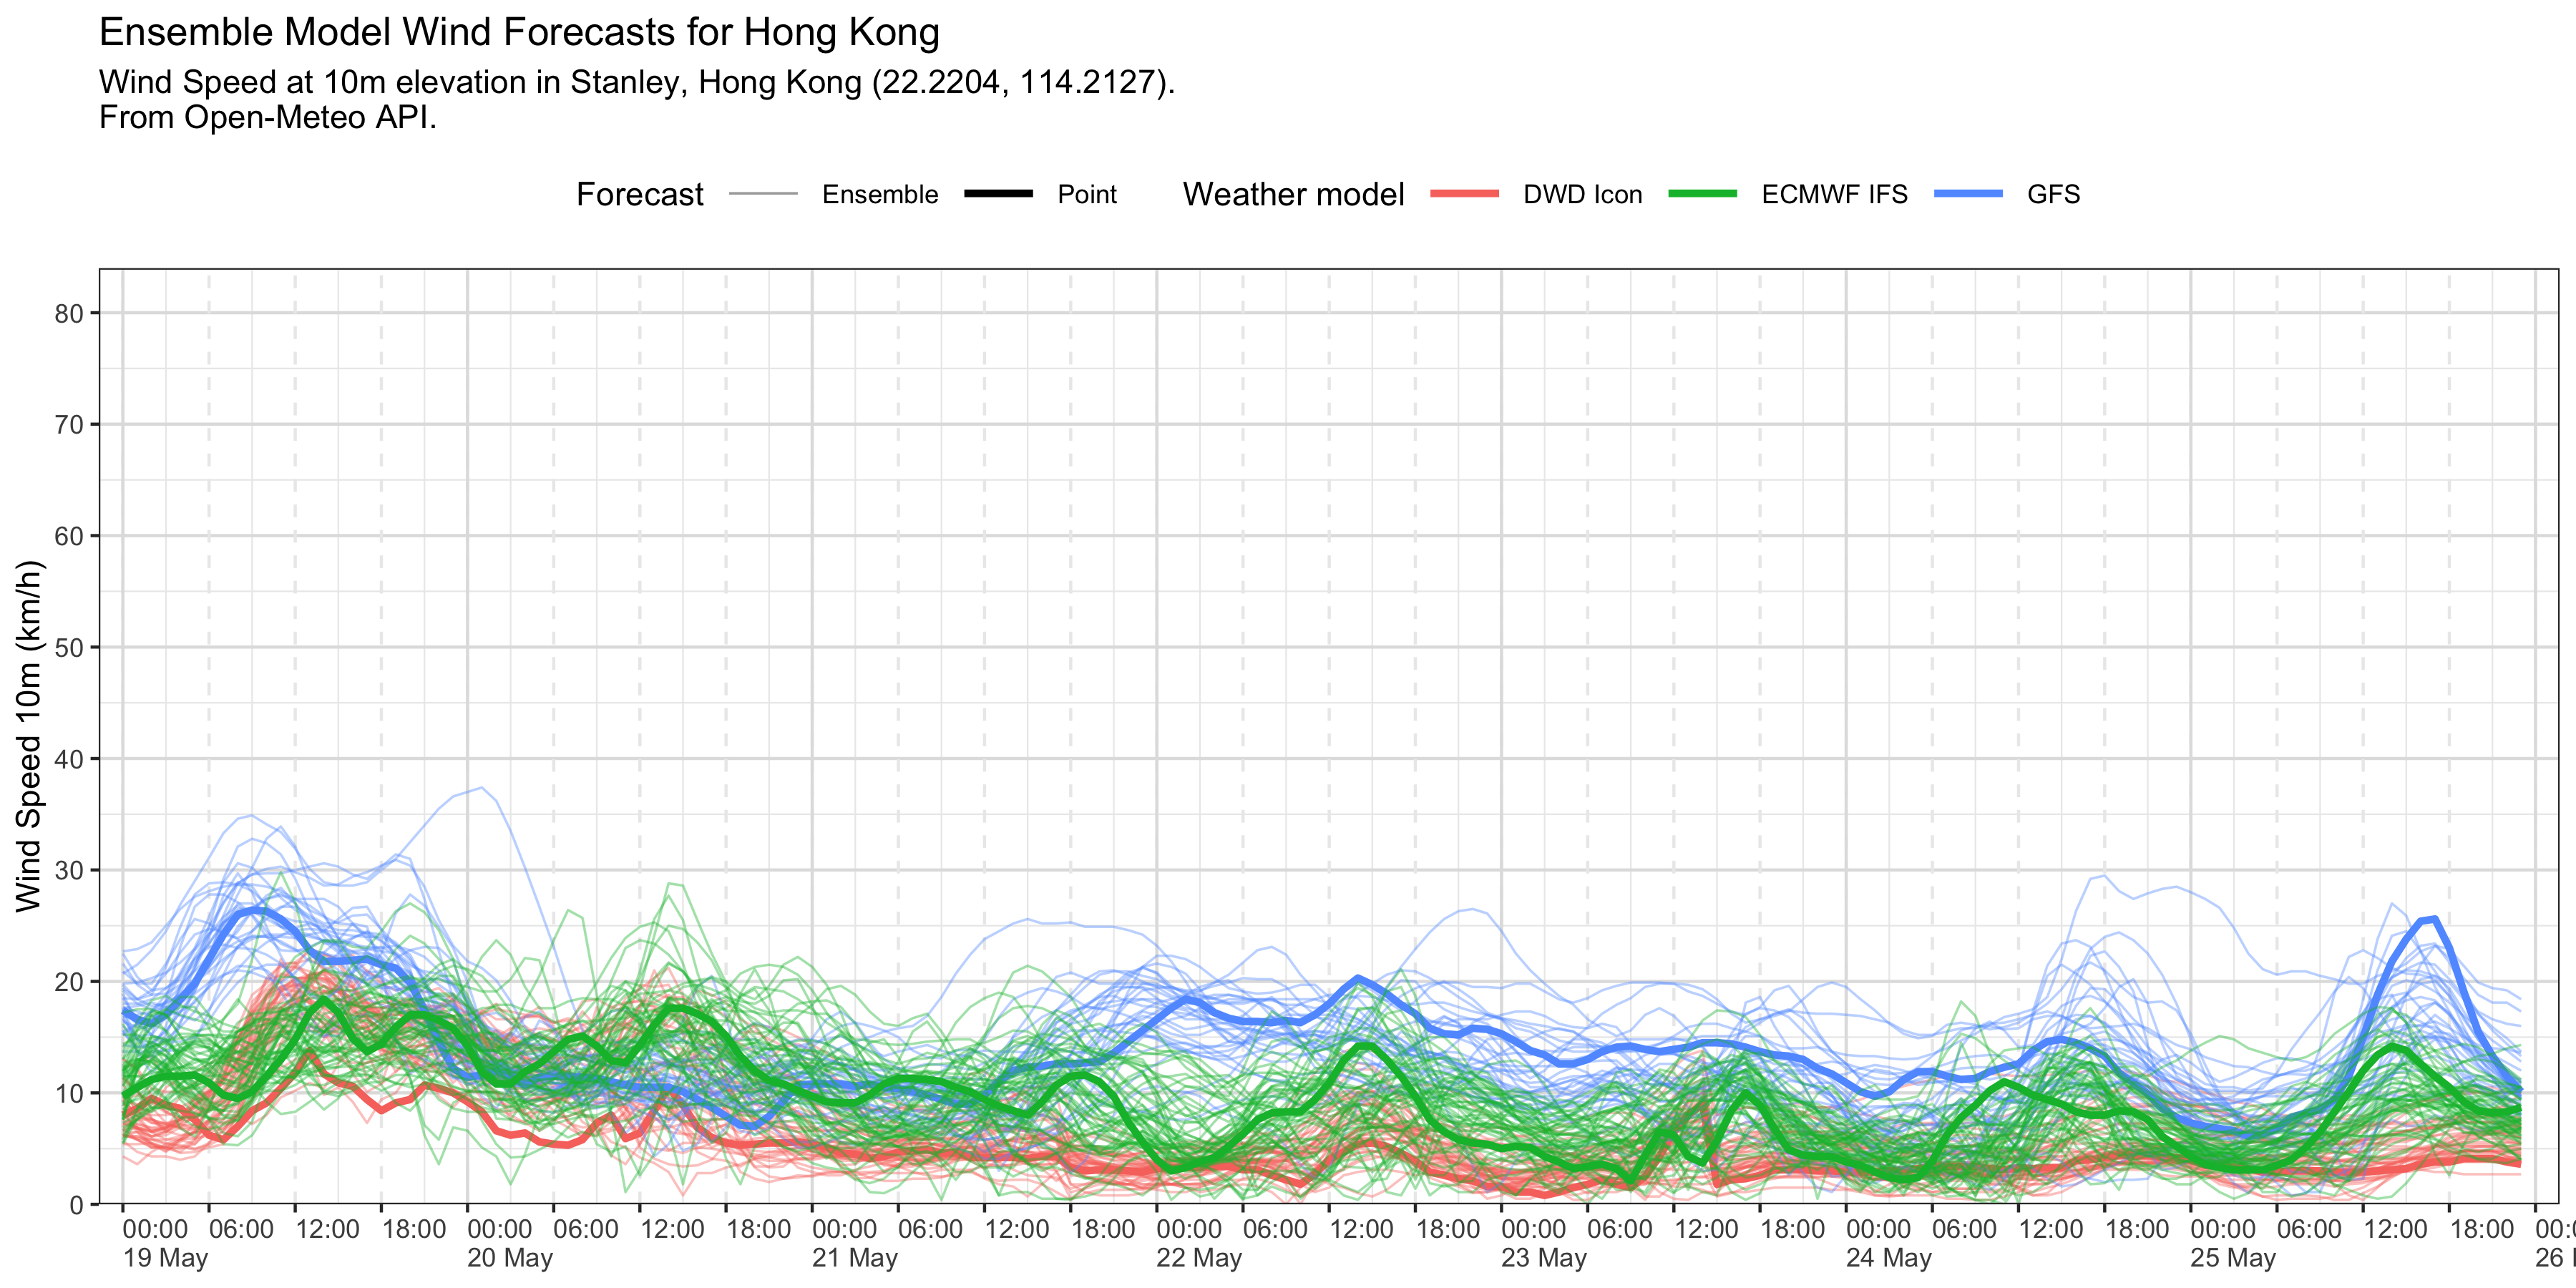 Ensemble Model Wind Forecasts for Hong Kong
Wind Speed at 10m elevation in Stanley, Hong Kong (22.2204, 114.2127).
From Open-Meteo API.
Forecast Ensemble Point Weather model DWD Icon ECMWF IFS GFS
Wind Speed 10m (km/h)
80
70
60
50
40
30
20
10
0
00:00 06:00 12:00 18:00 00:00 06:00 12:00 18:00 00:00 06:00 12:00 18:00 00:00 06:00 12:00 18:00 00:00 06:00 12:00 18:00 00:00 06:00 12:00 18:00 00:00 06:00 12:00 18:00
19 May 20 May 21 May 22 May 23 May 24 May 25 May 26